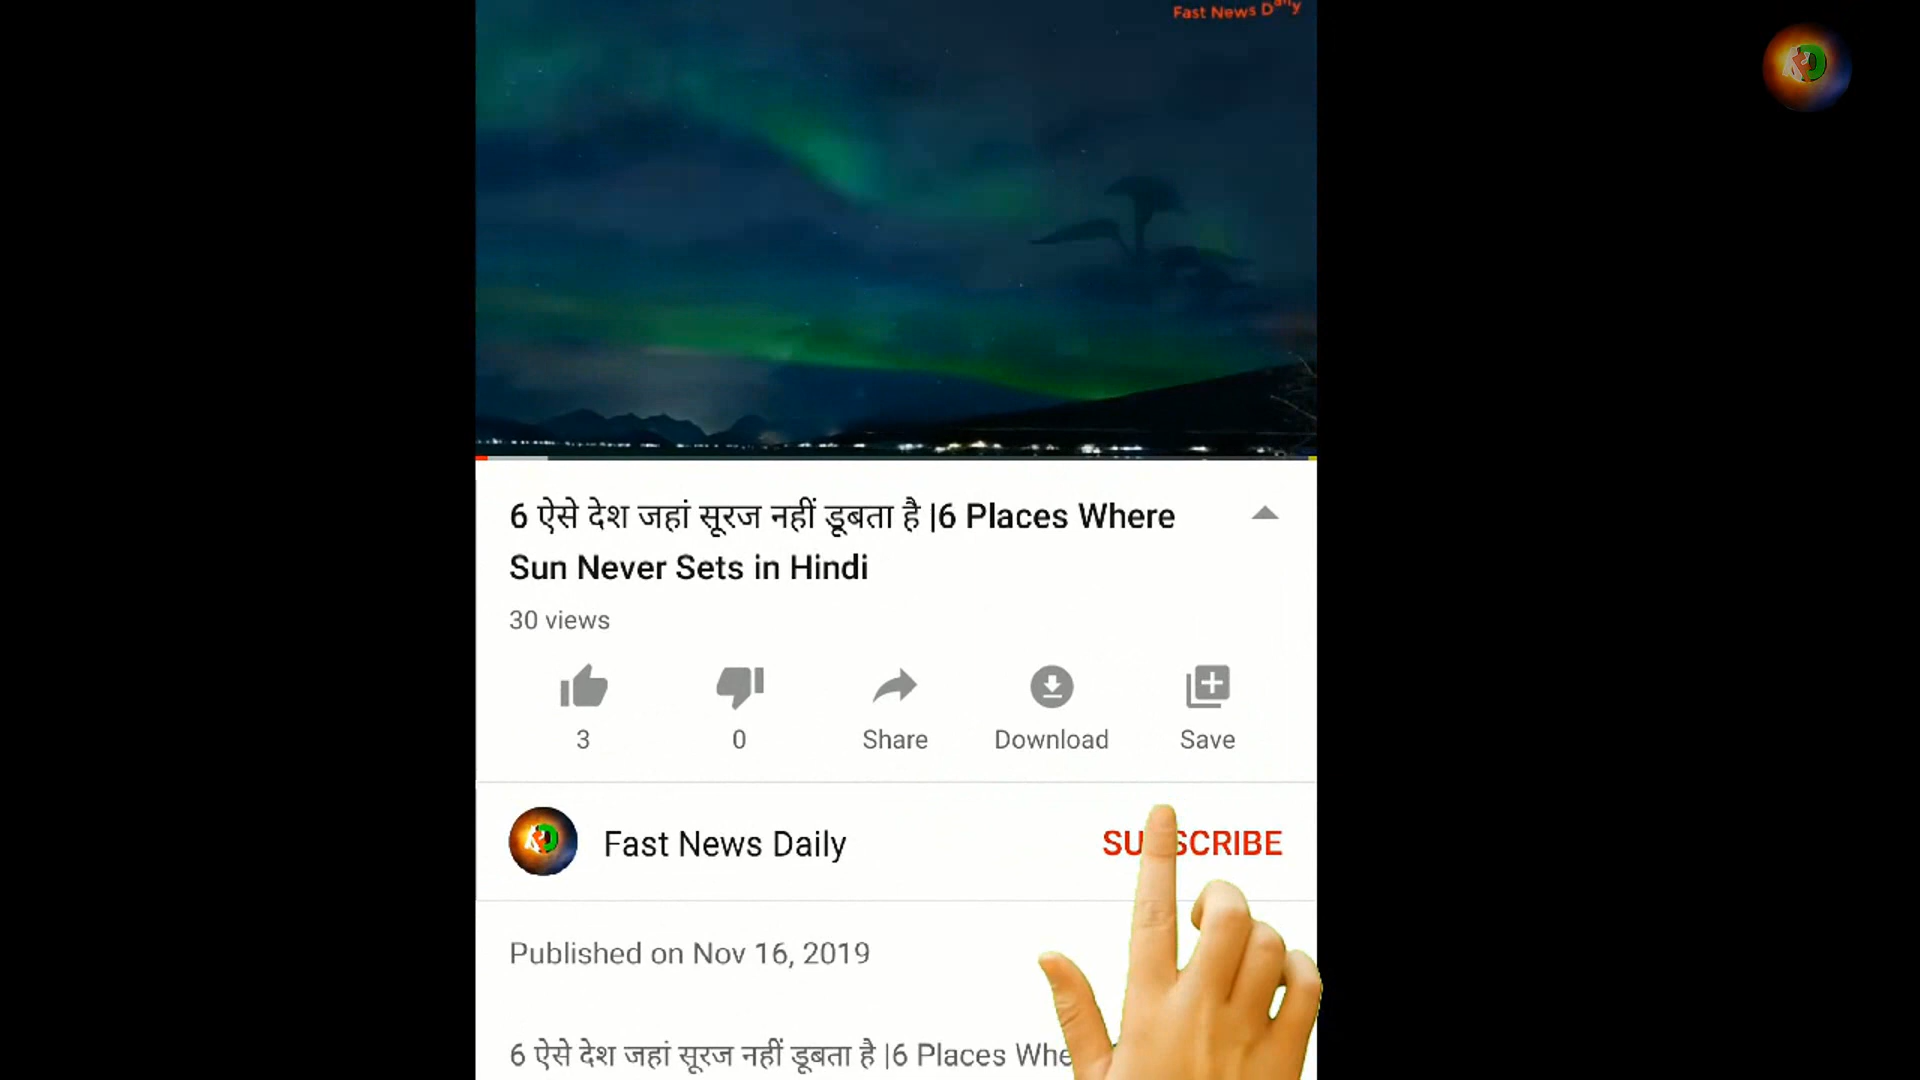 Fast News Daily
6 ऐसे देश जहां सूरज नहीं डूबता है |6 Places Where
Sun Never Sets in Hindi
30 views
3
0
Share
Download
Save
Fast News Daily
SUBSCRIBE
Published on Nov 16, 2019
6 ऐसे देश जहां सूरज नहीं डूबता है |6 Places Whe